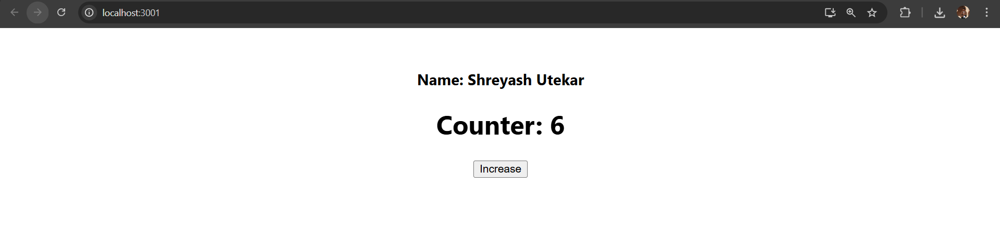 localhost:3001
Name: Shreyash Utekar
Counter: 6
Increase